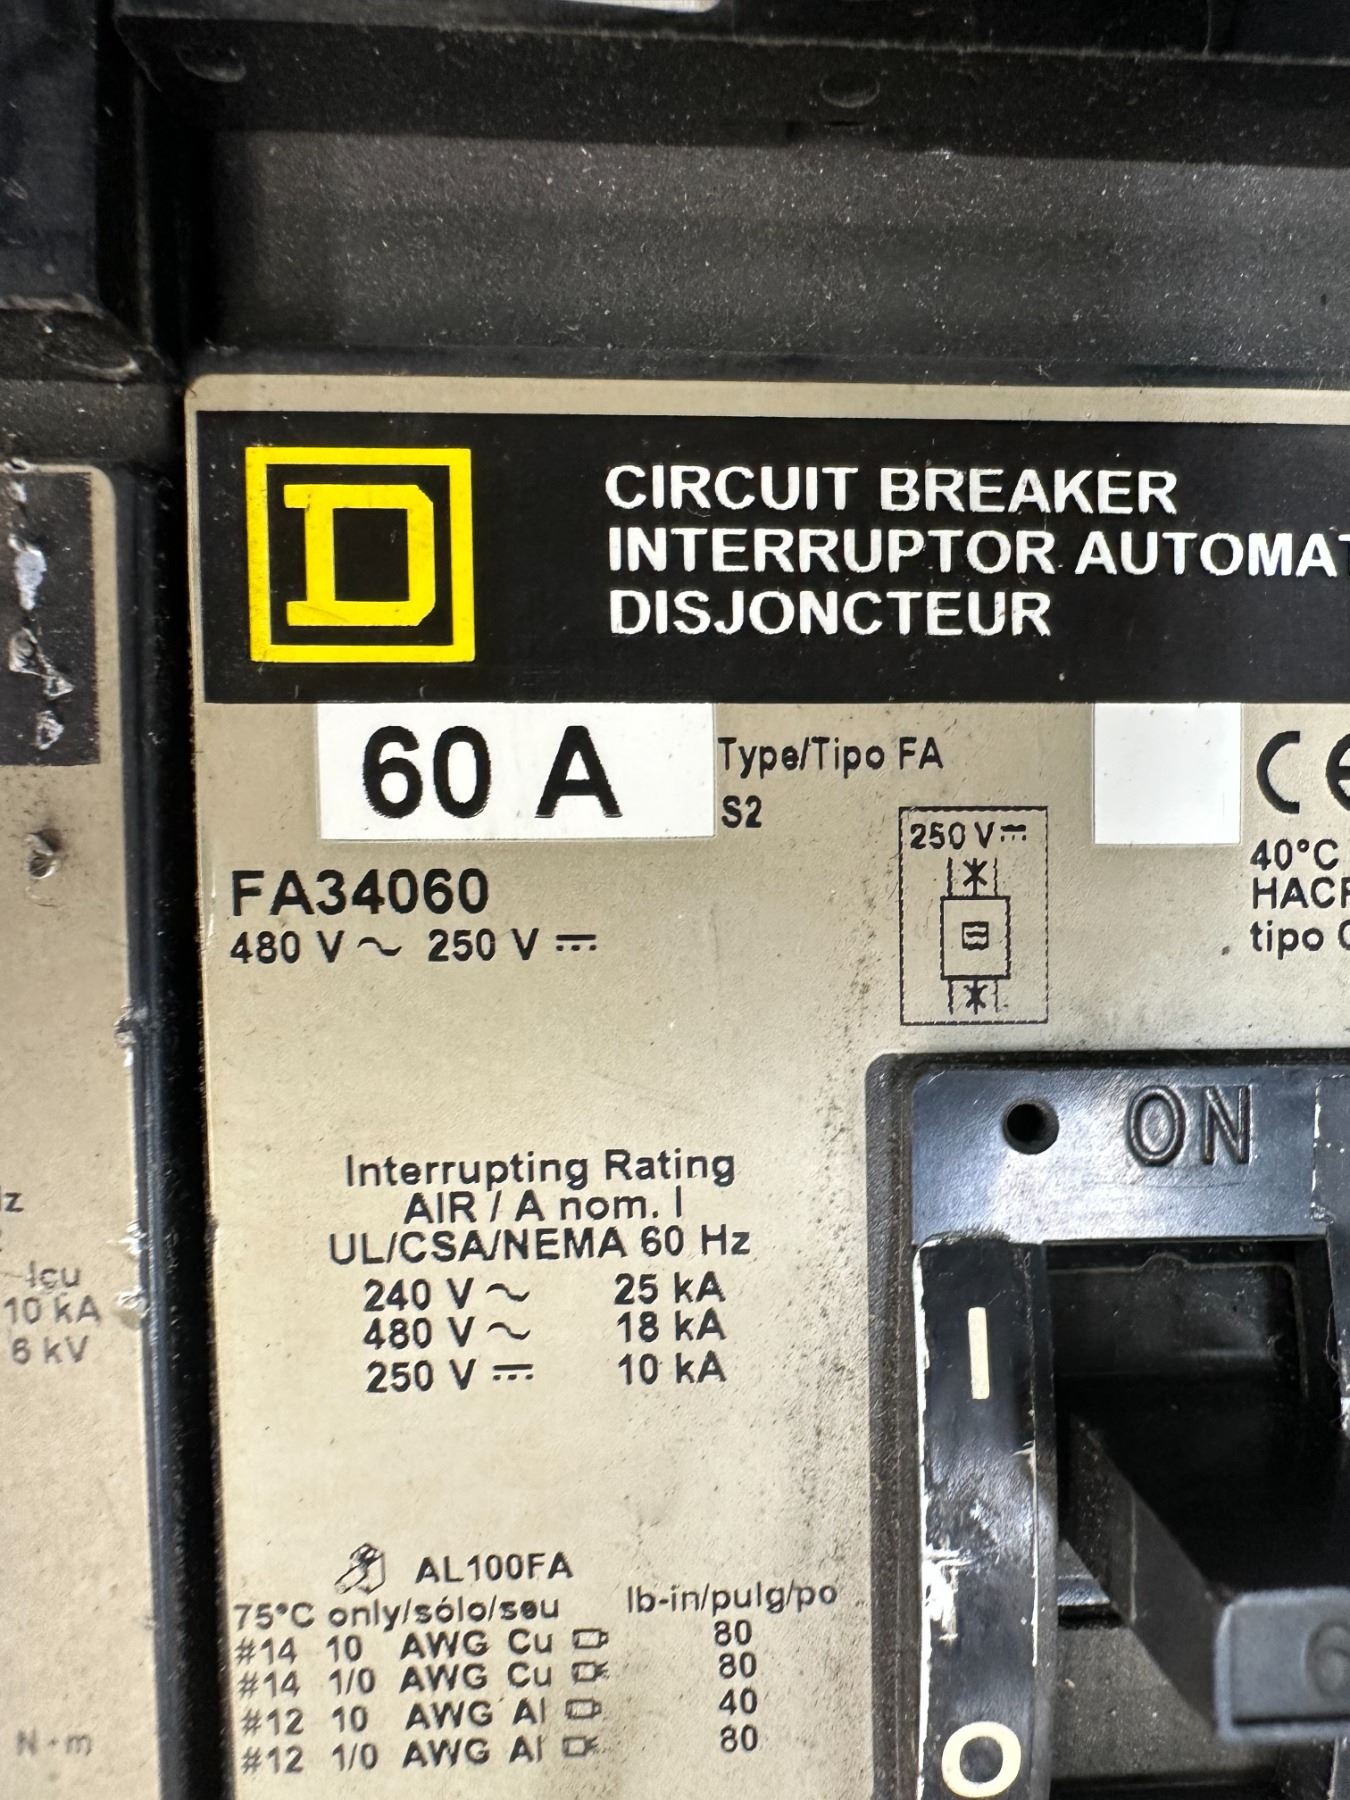 D
CIRCUIT BREAKER
INTERRUPTOR AUTOMAT
DISJONCTEUR
60 A
Type/Tipo FA
S2
FA34060
480 V ~ 250 V ⎓
250 V ⎓
CE
40°C
HACR
tipo
ON
Interrupting Rating
AIR / A nom. I
UL/CSA/NEMA 60 Hz
240 V ~ 25 kA
480 V ~ 18 kA
250 V ⎓ 10 kA
Icu
10 kA
6 kV
AL100FA
75°C only/sólo/seu lb-in/pulg/po
#14 10 AWG Cu 80
#14 1/0 AWG Cu 80
#12 10 AWG Al 40
#12 1/0 AWG Al 80
N·m
I
O
6